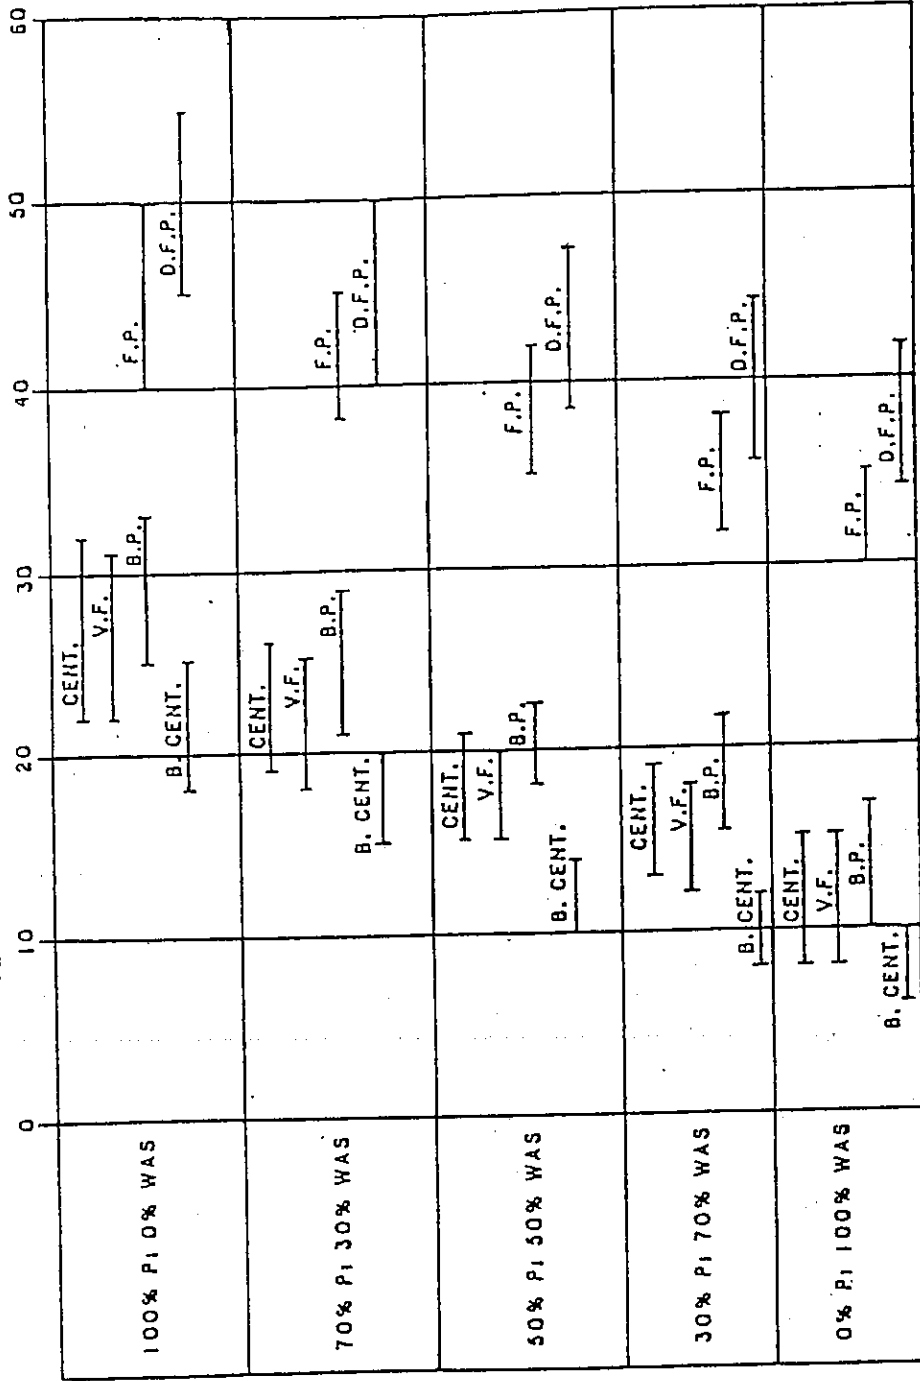 0 10 20 30 40 50 60
100% P; 0% WAS
CENT.
V.F.
B.P.
F.P.
B. CENT.
D.F.P.
70% P; 30% WAS
CENT.
V.F.
B.P.
F.P.
B. CENT.
D.F.P.
50% P; 50% WAS
CENT.
V.F.
B.P.
F.P.
B. CENT.
D.F.P.
30% P; 70% WAS
CENT.
V.F.
B.P.
F.P.
B. CENT.
D.F.P.
0% P; 100% WAS
CENT.
V.F.
B.P.
F.P.
B. CENT.
D.F.P.